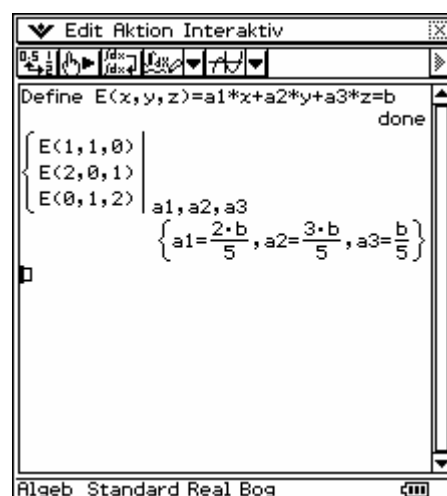 Edit Aktion Interaktiv
Define E(x,y,z)=a1*x+a2*y+a3*z=b
done
E(1,1,0)
E(2,0,1)
E(0,1,2)
a1,a2,a3
{a1=2·b/5, a2=3·b/5, a3=b/5}
Algeb Standard Real Bog